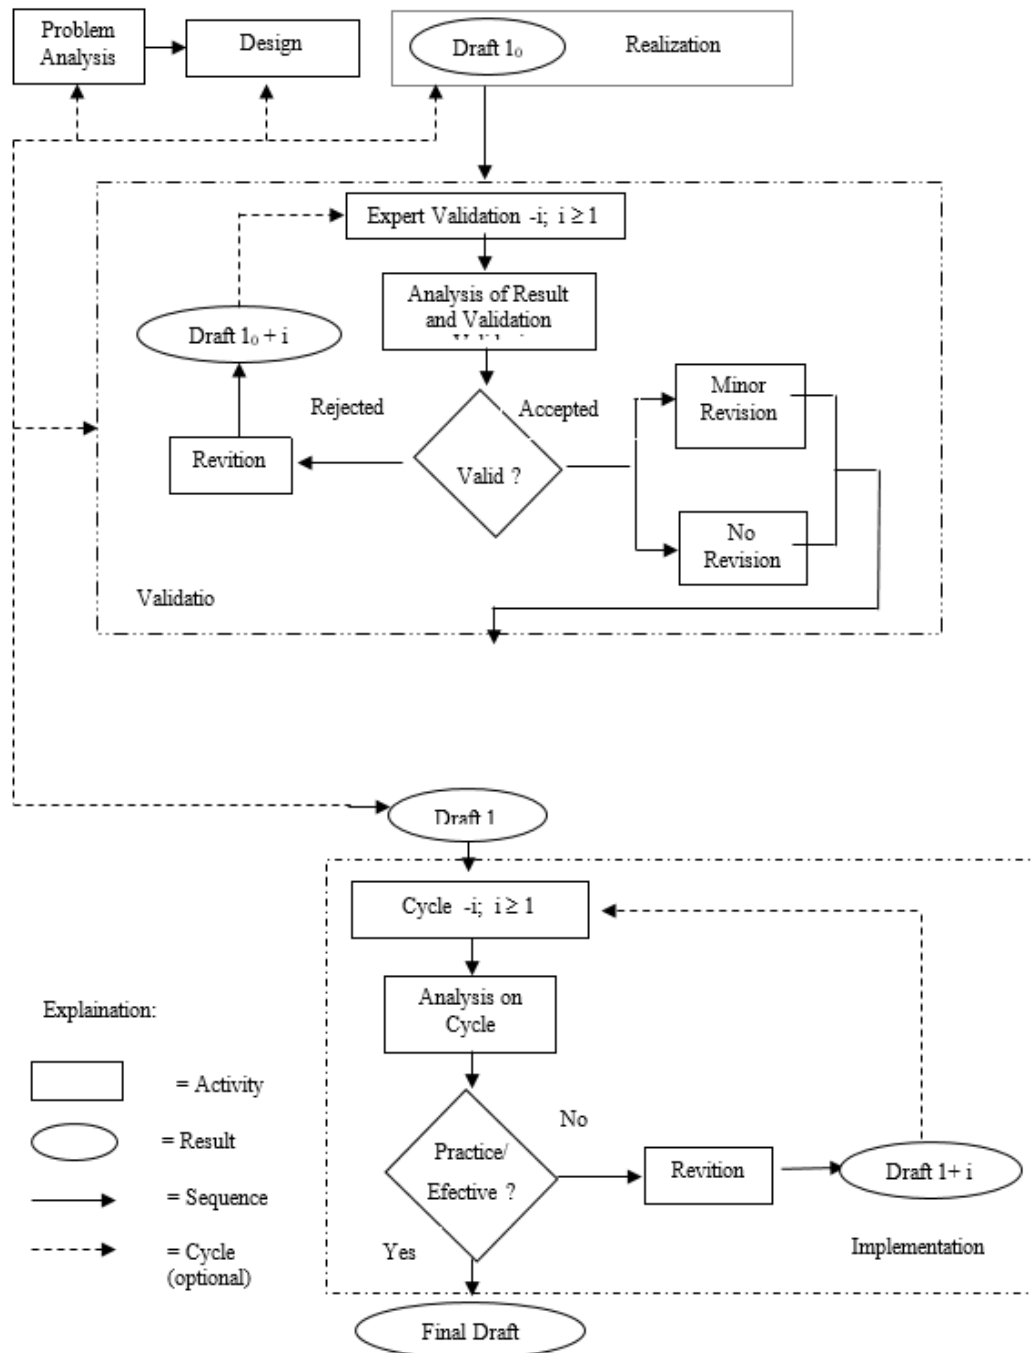 Problem
Analysis
Design
Draft 1₀
Realization
Expert Validation -i; i ≥ 1
Analysis of Result
and Validation
Draft 1₀ + i
Rejected
Accepted
Minor
Revision
Revition
Valid ?
No
Revision
Validatio
Draft 1
Cycle -i; i ≥ 1
Analysis on
Cycle
Explaination:
= Activity
= Result
= Sequence
= Cycle
(optional)
No
Practice/
Efective ?
Revition
Draft 1+ i
Yes
Implementation
Final Draft